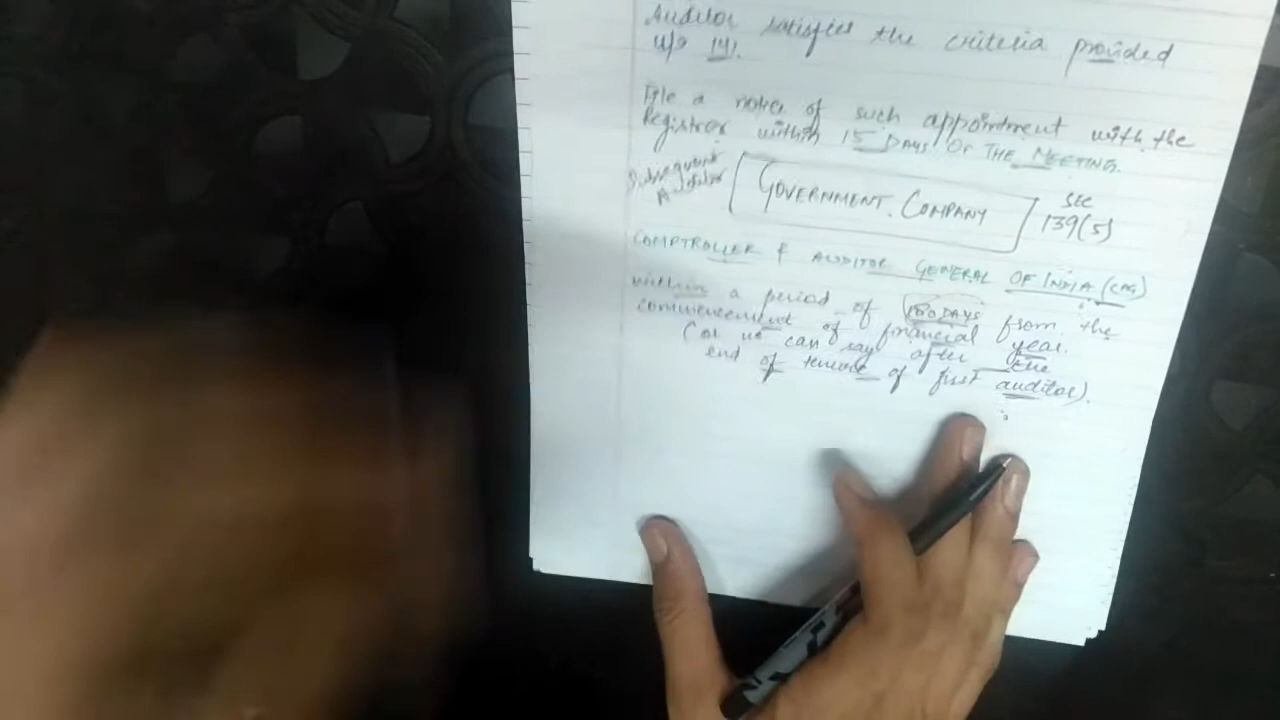 Auditor satisfies the criteria provided
u/s 141.
File a notice of such appointment with the
Registrar within 15 DAYS OF THE MEETING.
Subsequent
Auditor
GOVERNMENT COMPANY
SEC
139(5)
COMPTROLLER & AUDITOR GENERAL OF INDIA (CAG)
within a period of 180 DAYS from the
commencement of financial year.
(or we can say after the
end of tenure of first auditor).